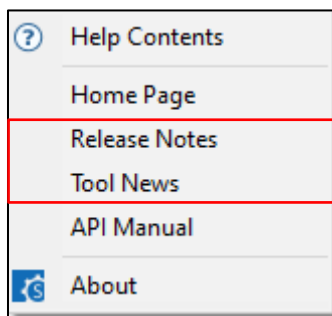 Help Contents
Home Page
Release Notes
Tool News
API Manual
About